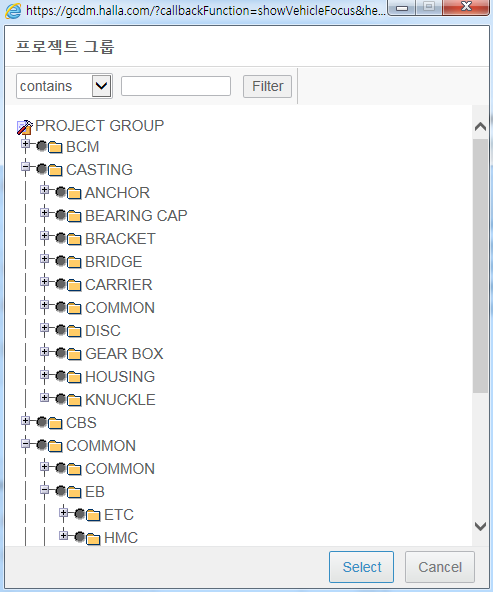 https://gcdm.halla.com/?callbackFunction=showVehicleFocus&he...
프로젝트 그룹
contains Filter
PROJECT GROUP
BCM
CASTING
ANCHOR
BEARING CAP
BRACKET
BRIDGE
CARRIER
COMMON
DISC
GEAR BOX
HOUSING
KNUCKLE
CBS
COMMON
COMMON
EB
ETC
HMC
Select Cancel